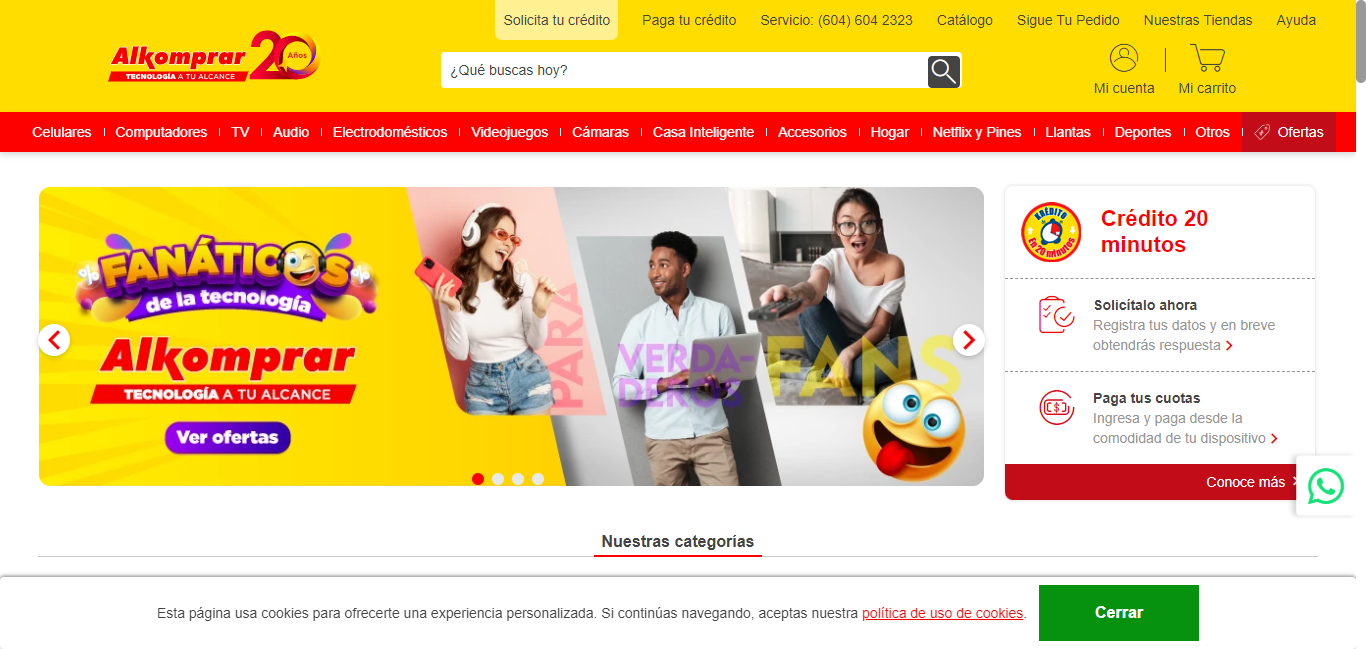 Solicita tu crédito
Paga tu crédito
Servicio: (604) 604 2323
Catálogo
Sigue Tu Pedido
Nuestras Tiendas
Ayuda
Alkomprar 20 Años
TECNOLOGÍA A TU ALCANCE
¿Qué buscas hoy?
Mi cuenta
Mi carrito
Celulares
Computadores
TV
Audio
Electrodomésticos
Videojuegos
Cámaras
Casa Inteligente
Accesorios
Hogar
Netflix y Pines
Llantas
Deportes
Otros
Ofertas
% FANÁTICOS %
de la tecnología
Alkomprar
TECNOLOGÍA A TU ALCANCE
Ver ofertas
PARA
VERDA-
DEROS
FANS
KRÉDITO
En 20 minutos
Crédito 20
minutos
Solicítalo ahora
Registra tus datos y en breve
obtendrás respuesta
Paga tus cuotas
Ingresa y paga desde la
comodidad de tu dispositivo
Conoce más
Nuestras categorías
Esta página usa cookies para ofrecerte una experiencia personalizada. Si continúas navegando, aceptas nuestra política de uso de cookies.
Cerrar